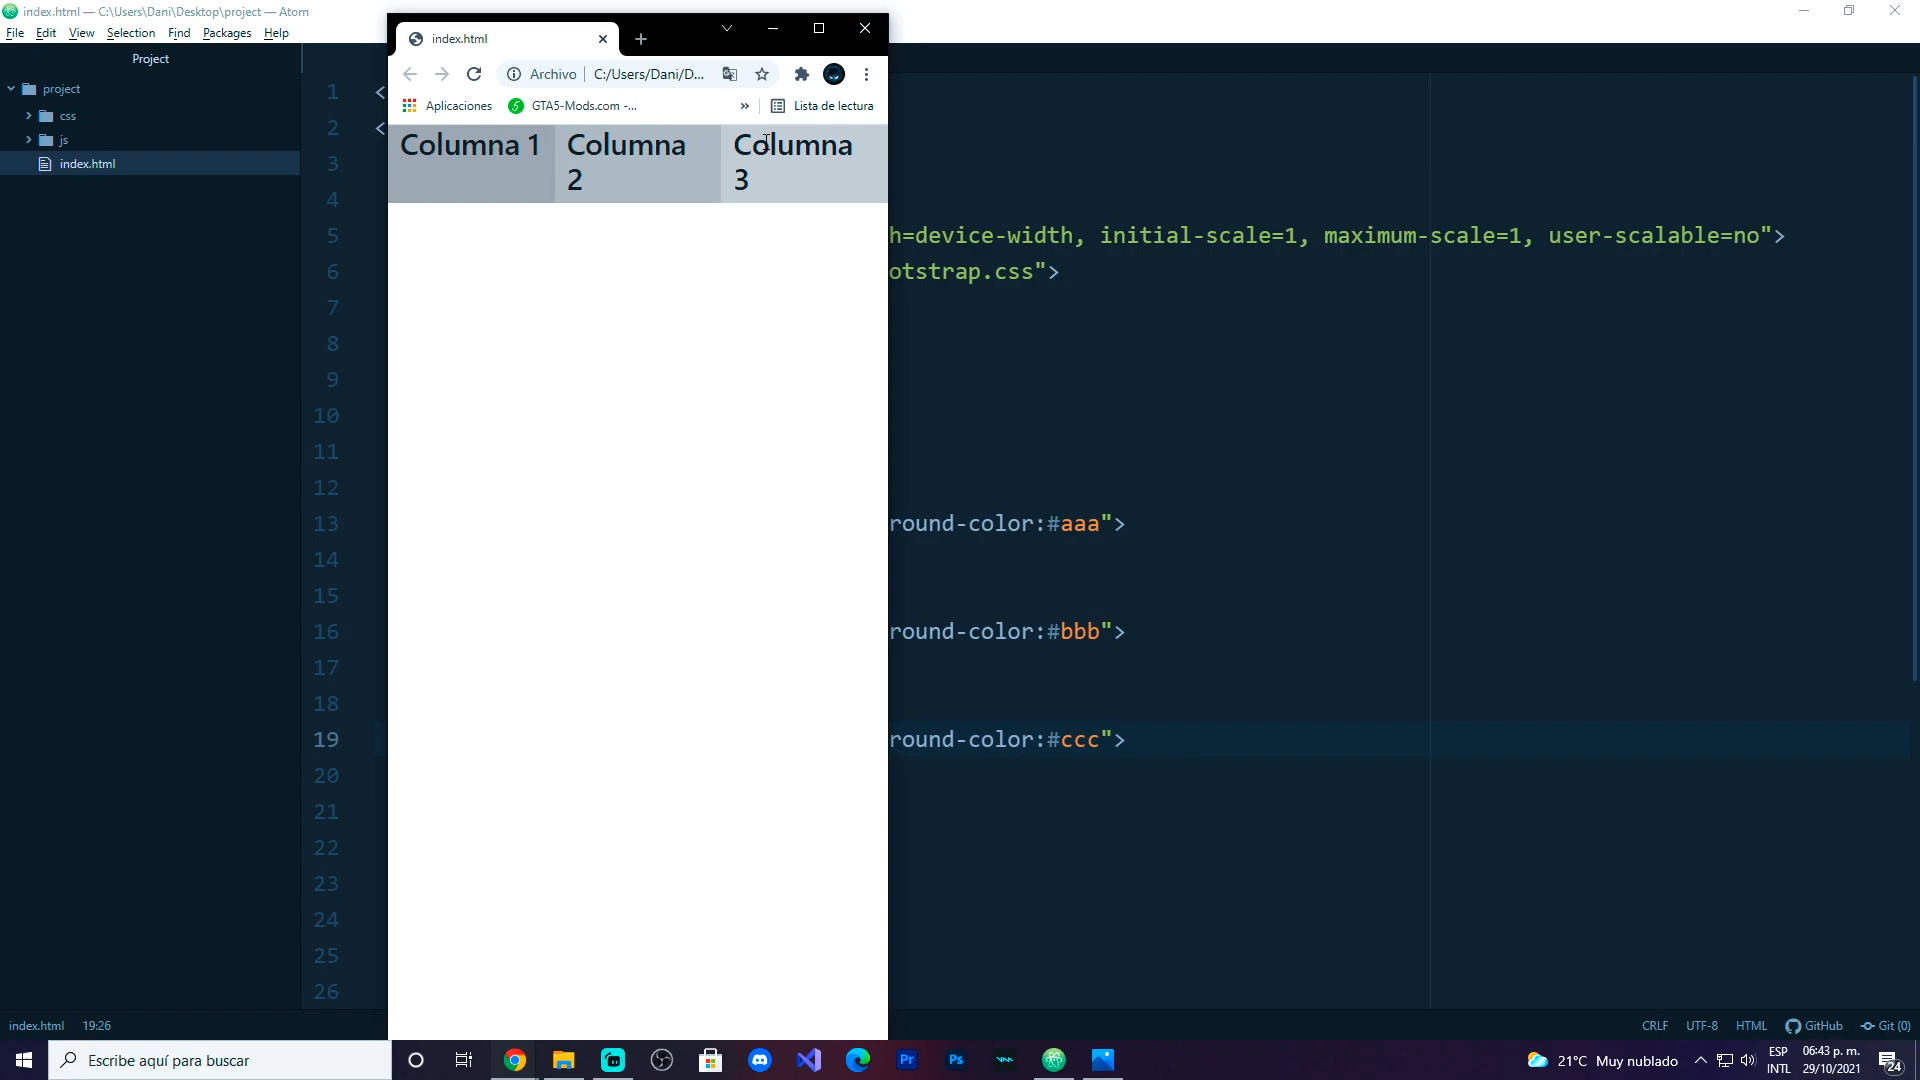 index.html — C:\Users\Dani\Desktop\project — Atom
File Edit View Selection Find Packages Help
Project
project
css
js
index.html
index.html
Archivo C:/Users/Dani/D...
Aplicaciones GTA5-Mods.com -... » Lista de lectura
Columna 1
Columna 2
Columna 3
1 <
2 <
3
4
5 h=device-width, initial-scale=1, maximum-scale=1, user-scalable=no">
6 otstrap.css">
7
8
9
10
11
12
13 round-color:#aaa">
14
15
16 round-color:#bbb">
17
18
19 round-color:#ccc">
20
21
22
23
24
25
26
index.html 19:26
CRLF UTF-8 HTML GitHub Git (0)
Escribe aquí para buscar
Pr
Ps
21°C Muy nublado
ESP INTL
06:43 p. m.
29/10/2021
24